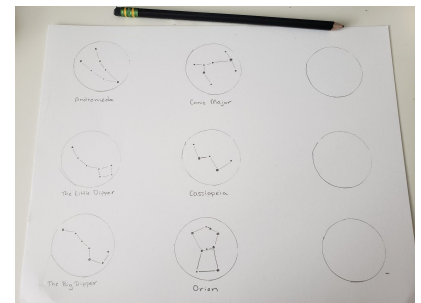 Andromeda
Canis Major
The Little Dipper
Cassiopeia
The Big Dipper
Orion